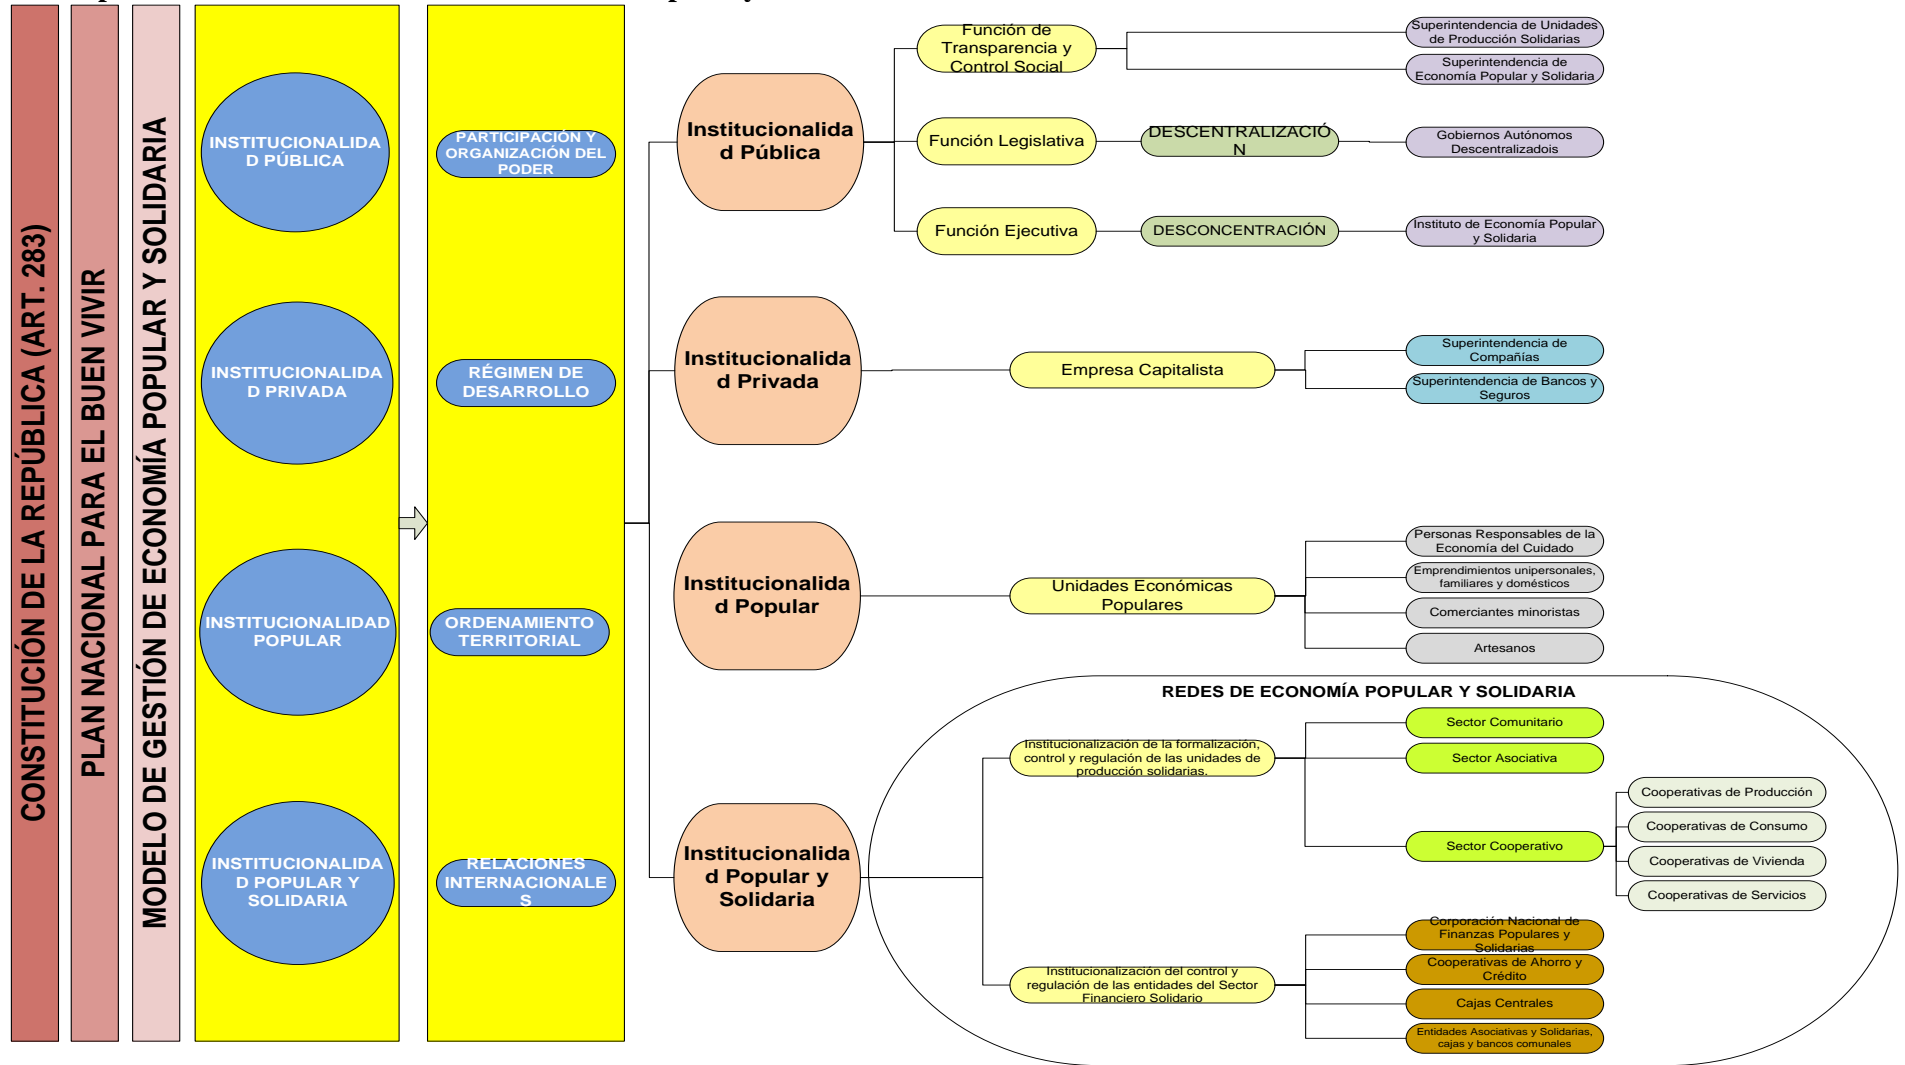 CONSTITUCIÓN DE LA REPÚBLICA (ART. 283)
PLAN NACIONAL PARA EL BUEN VIVIR
MODELO DE GESTIÓN DE ECONOMÍA POPULAR Y SOLIDARIA
INSTITUCIONALIDA
D PÚBLICA
INSTITUCIONALIDA
D PRIVADA
INSTITUCIONALIDAD
POPULAR
INSTITUCIONALIDA
D POPULAR Y
SOLIDARIA
PARTICIPACIÓN Y
ORGANIZACIÓN DEL
PODER
RÉGIMEN DE
DESARROLLO
ORDENAMIENTO
TERRITORIAL
RELACIONES
INTERNACIONALE
S
Institucionalida
d Pública
Función de
Transparencia y
Control Social
Superintendencia de Unidades
de Producción Solidarias
Superintendencia de
Economía Popular y Solidaria
Función Legislativa
DESCENTRALIZACIÓ
N
Gobiernos Autónomos
Descentralizadois
Función Ejecutiva
DESCONCENTRACIÓN
Instituto de Economía Popular
y Solidaria
Institucionalida
d Privada
Empresa Capitalista
Superintendencia de
Compañías
Superintendencia de Bancos y
Seguros
Institucionalida
d Popular
Unidades Económicas
Populares
Personas Responsables de la
Economía del Cuidado
Emprendimientos unipersonales,
familiares y domésticos
Comerciantes minoristas
Artesanos
Institucionalida
d Popular y
Solidaria
REDES DE ECONOMÍA POPULAR Y SOLIDARIA
Institucionalización de la formalización,
control y regulación de las unidades de
producción solidarias.
Sector Comunitario
Sector Asociativa
Sector Cooperativo
Cooperativas de Producción
Cooperativas de Consumo
Cooperativas de Vivienda
Cooperativas de Servicios
Institucionalización del control y
regulación de las entidades del Sector
Financiero Solidario
Corporación Nacional de
Finanzas Populares y
Solidarias
Cooperativas de Ahorro y
Crédito
Cajas Centrales
Entidades Asociativas y Solidarias,
cajas y bancos comunales